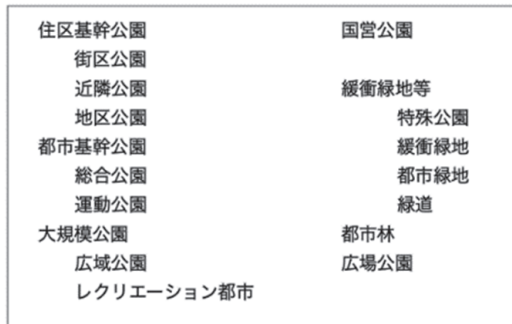 住区基幹公園
街区公園
近隣公園
地区公園
都市基幹公園
総合公園
運動公園
大規模公園
広域公園
レクリエーション都市
国営公園
緩衝緑地等
特殊公園
緩衝緑地
都市緑地
緑道
都市林
広場公園